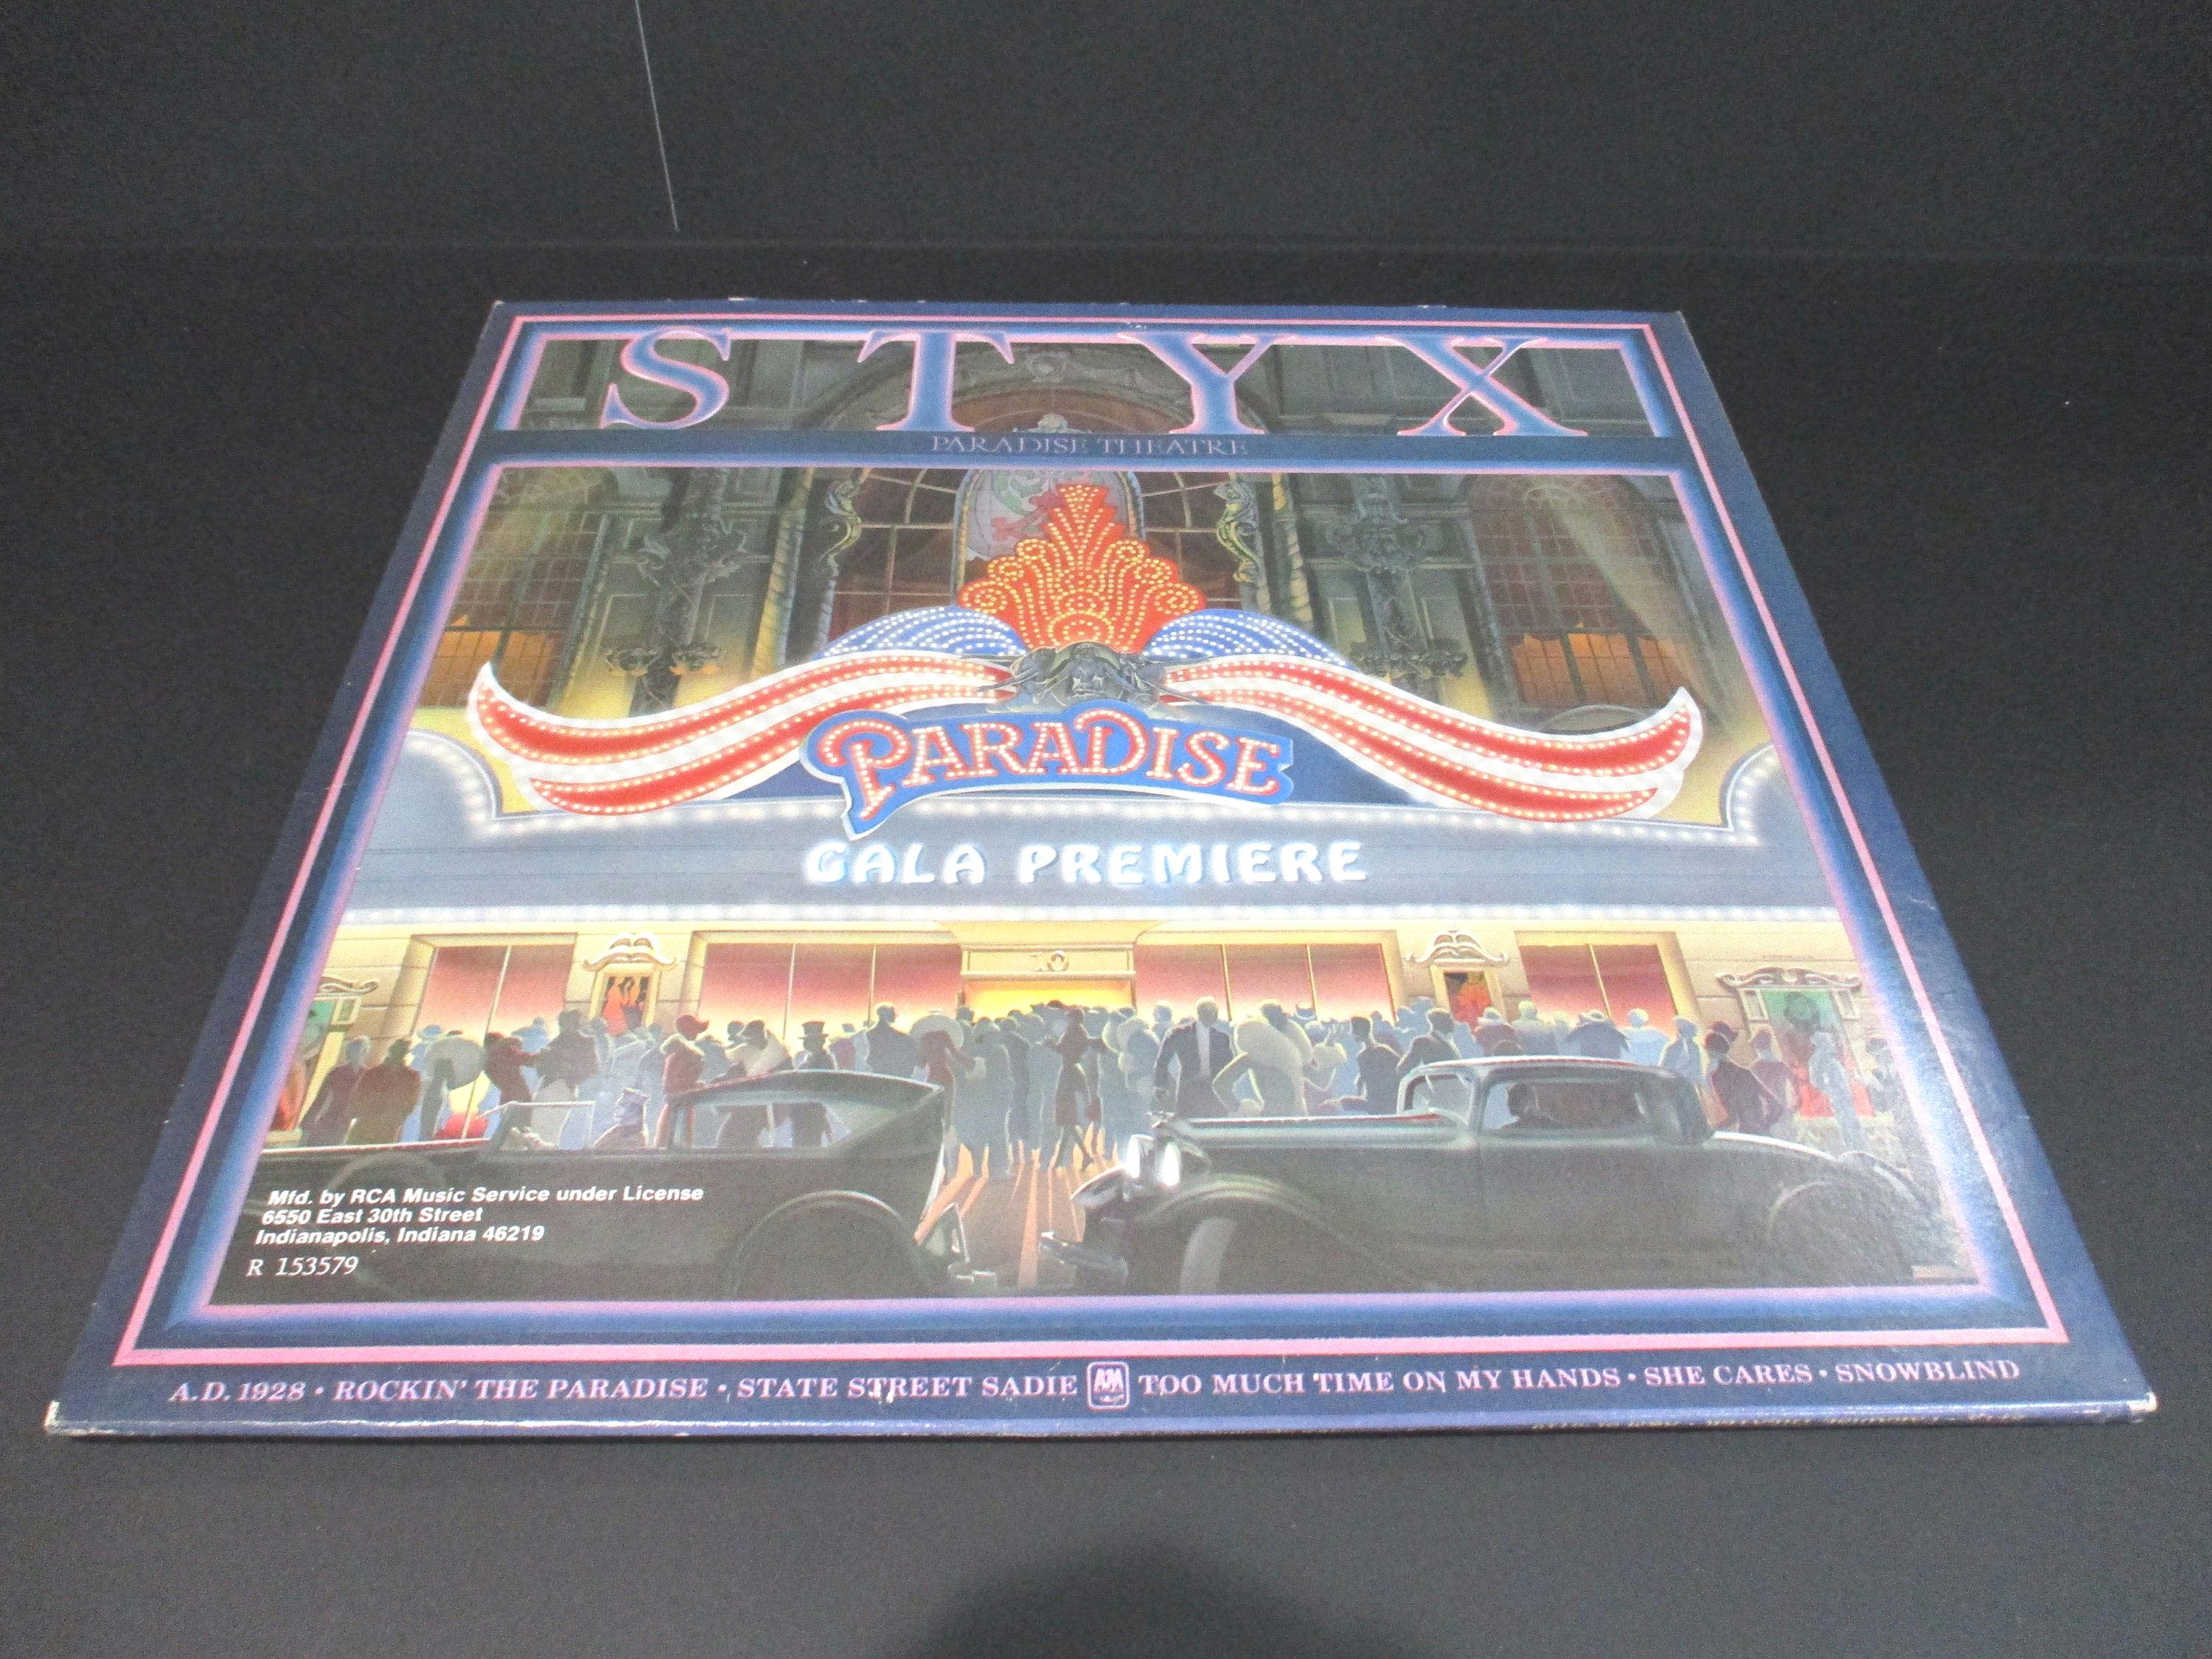 STYX
PARADISE THEATRE
PARADISE
GALA PREMIERE
10
Mfd. by RCA Music Service under License
6550 East 30th Street
Indianapolis, Indiana 46219
R 153579
A.D. 1928 • ROCKIN' THE PARADISE • STATE STREET SADIE A&M TOO MUCH TIME ON MY HANDS • SHE CARES • SNOWBLIND